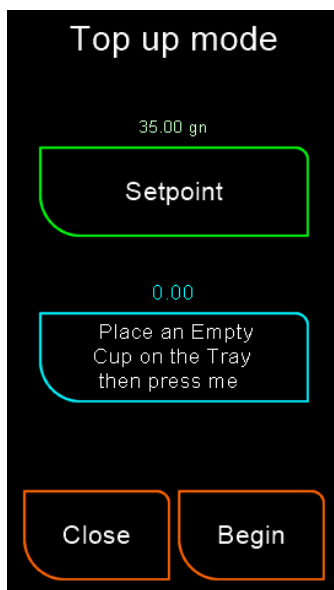 Top up mode
35.00 gn
Setpoint
0.00
Place an Empty
Cup on the Tray
then press me
Close
Begin